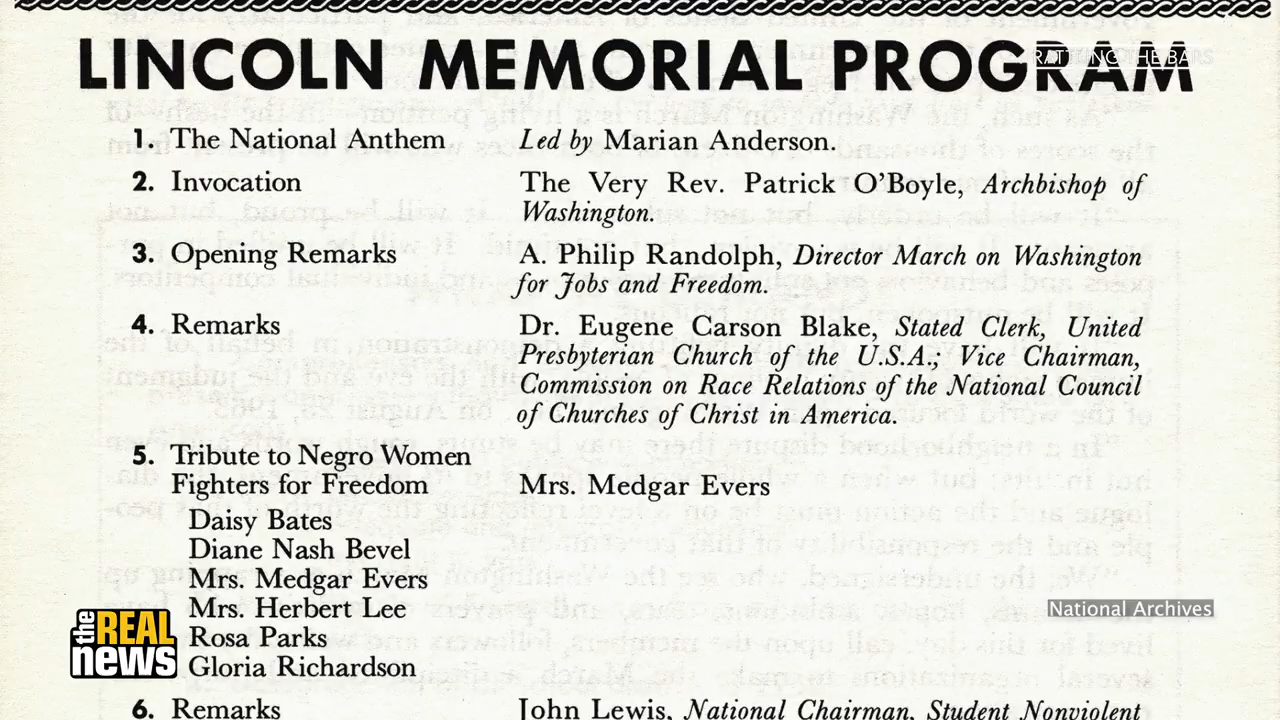 LINCOLN MEMORIAL PROGRAM
RATTLING THE BARS
1. The National Anthem Led by Marian Anderson.
2. Invocation The Very Rev. Patrick O'Boyle, Archbishop of
Washington.
3. Opening Remarks A. Philip Randolph, Director March on Washington
for Jobs and Freedom.
4. Remarks Dr. Eugene Carson Blake, Stated Clerk, United
Presbyterian Church of the U.S.A.; Vice Chairman,
Commission on Race Relations of the National Council
of Churches of Christ in America.
5. Tribute to Negro Women
Fighters for Freedom Mrs. Medgar Evers
Daisy Bates
Diane Nash Bevel
Mrs. Medgar Evers
Mrs. Herbert Lee
Rosa Parks
Gloria Richardson
6. Remarks John Lewis, National Chairman, Student Nonviolent
National Archives
the REAL
news